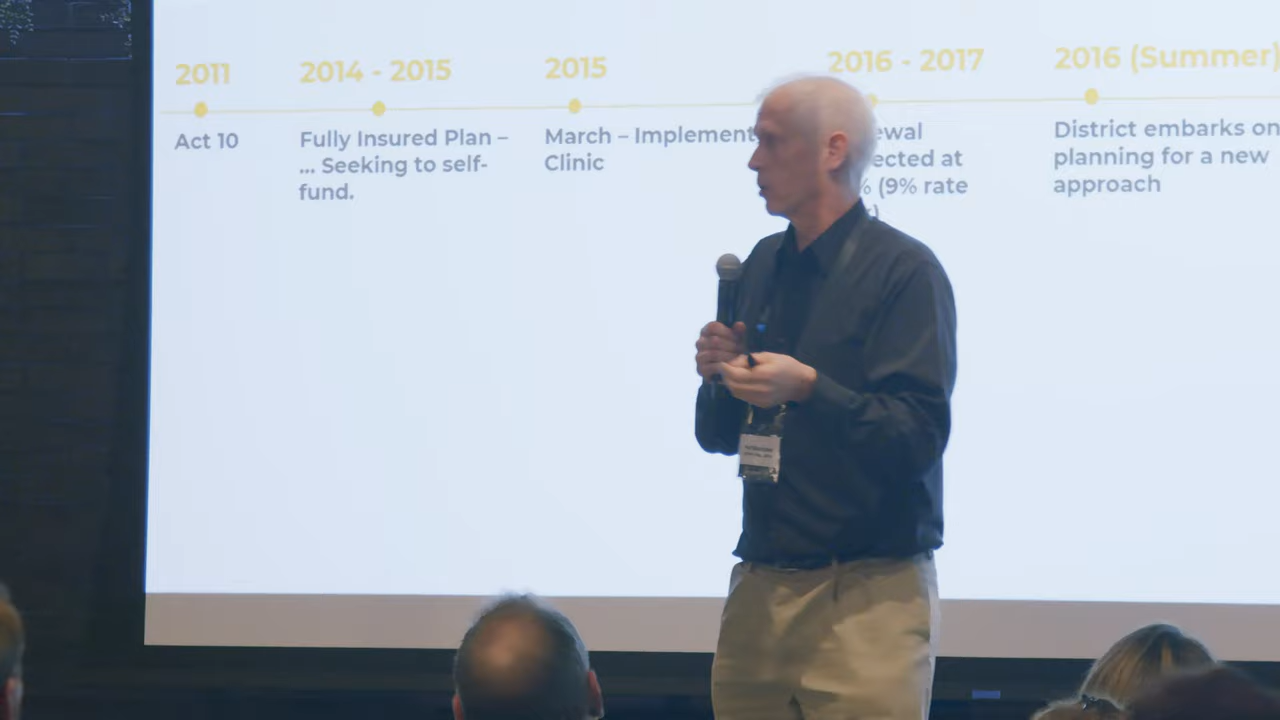 2011
Act 10
2014 - 2015
Fully Insured Plan –
... Seeking to self-
fund.
2015
March – Implement
Clinic
2016 - 2017
ewal
ected at
% (9% rate
2016 (Summer)
District embarks on
planning for a new
approach